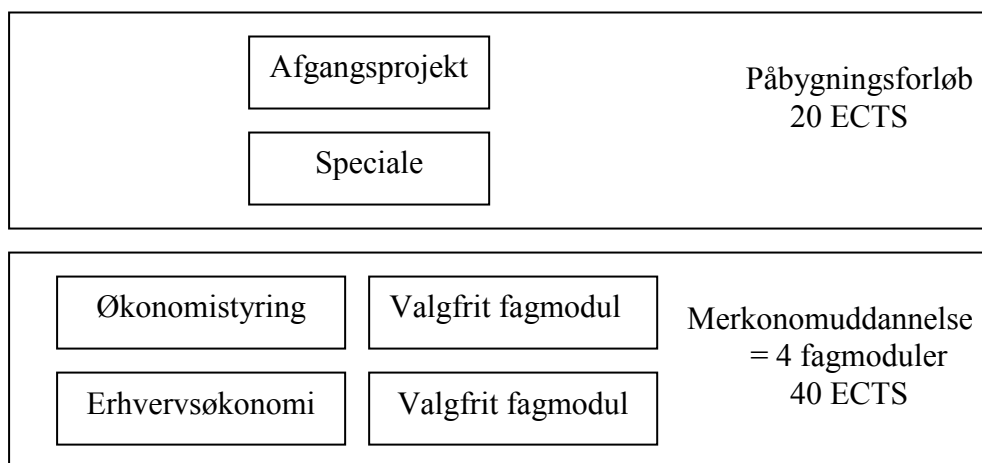 Afgangsprojekt
Speciale
Påbygningsforløb
20 ECTS
Økonomistyring
Valgfrit fagmodul
Erhvervsøkonomi
Valgfrit fagmodul
Merkonomuddannelse
= 4 fagmoduler
40 ECTS